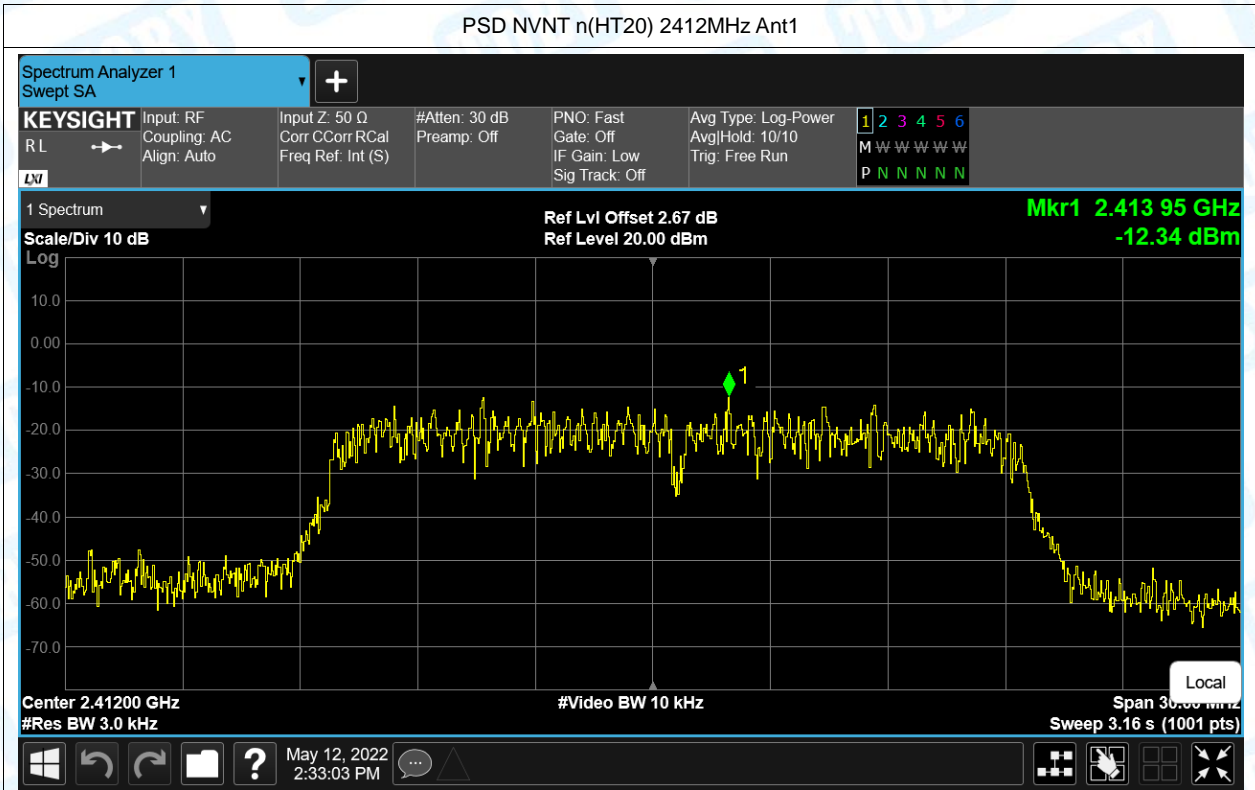 PSD NVNT n(HT20) 2412MHz Ant1
Spectrum Analyzer 1
Swept SA
KEYSIGHT
R L
LXI
Input: RF
Coupling: AC
Align: Auto
Input Z: 50 Ω
Corr CCorr RCal
Freq Ref: Int (S)
#Atten: 30 dB
Preamp: Off
PNO: Fast
Gate: Off
IF Gain: Low
Sig Track: Off
Avg Type: Log-Power
Avg|Hold: 10/10
Trig: Free Run
1 2 3 4 5 6
M W W W W W
P N N N N N
1 Spectrum
Scale/Div 10 dB
Log
Ref Lvl Offset 2.67 dB
Ref Level 20.00 dBm
Mkr1 2.413 95 GHz
-12.34 dBm
10.0
0.00
-10.0
-20.0
-30.0
-40.0
-50.0
-60.0
-70.0
1
Local
Center 2.41200 GHz
#Res BW 3.0 kHz
#Video BW 10 kHz
Span 30.00 MHz
Sweep 3.16 s (1001 pts)
?
May 12, 2022
2:33:03 PM